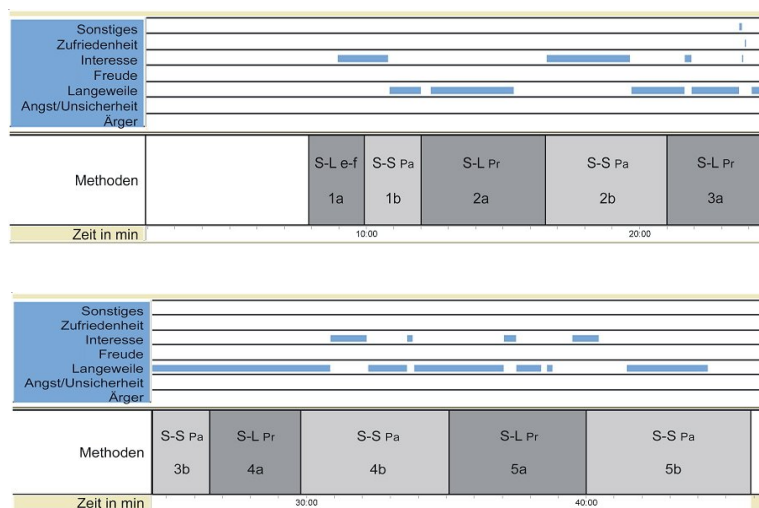 Sonstiges
Zufriedenheit
Interesse
Freude
Langeweile
Angst/Unsicherheit
Ärger
Methoden
S-L e-f S-S Pa S-L Pr S-S Pa S-L Pr
1a 1b 2a 2b 3a
Zeit in min 10:00 20:00
Sonstiges
Zufriedenheit
Interesse
Freude
Langeweile
Angst/Unsicherheit
Ärger
Methoden
S-S Pa S-L Pr S-S Pa S-L Pr S-S Pa
3b 4a 4b 5a 5b
Zeit in min 30:00 40:00